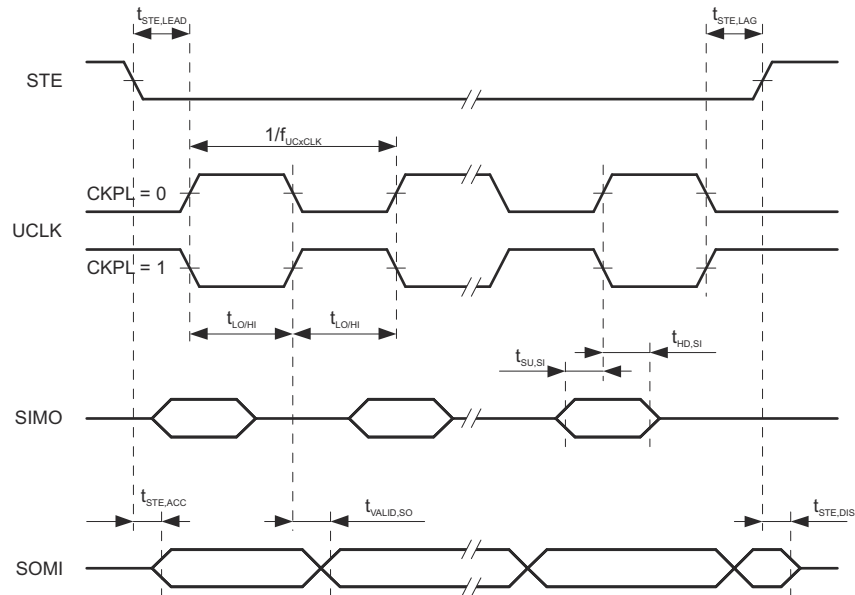 tSTE,LEAD
tSTE,LAG
STE
1/fUCxCLK
CKPL = 0
UCLK
CKPL = 1
tLO/HI
tLO/HI
tSU,SI
tHD,SI
SIMO
tSTE,ACC
tVALID,SO
tSTE,DIS
SOMI